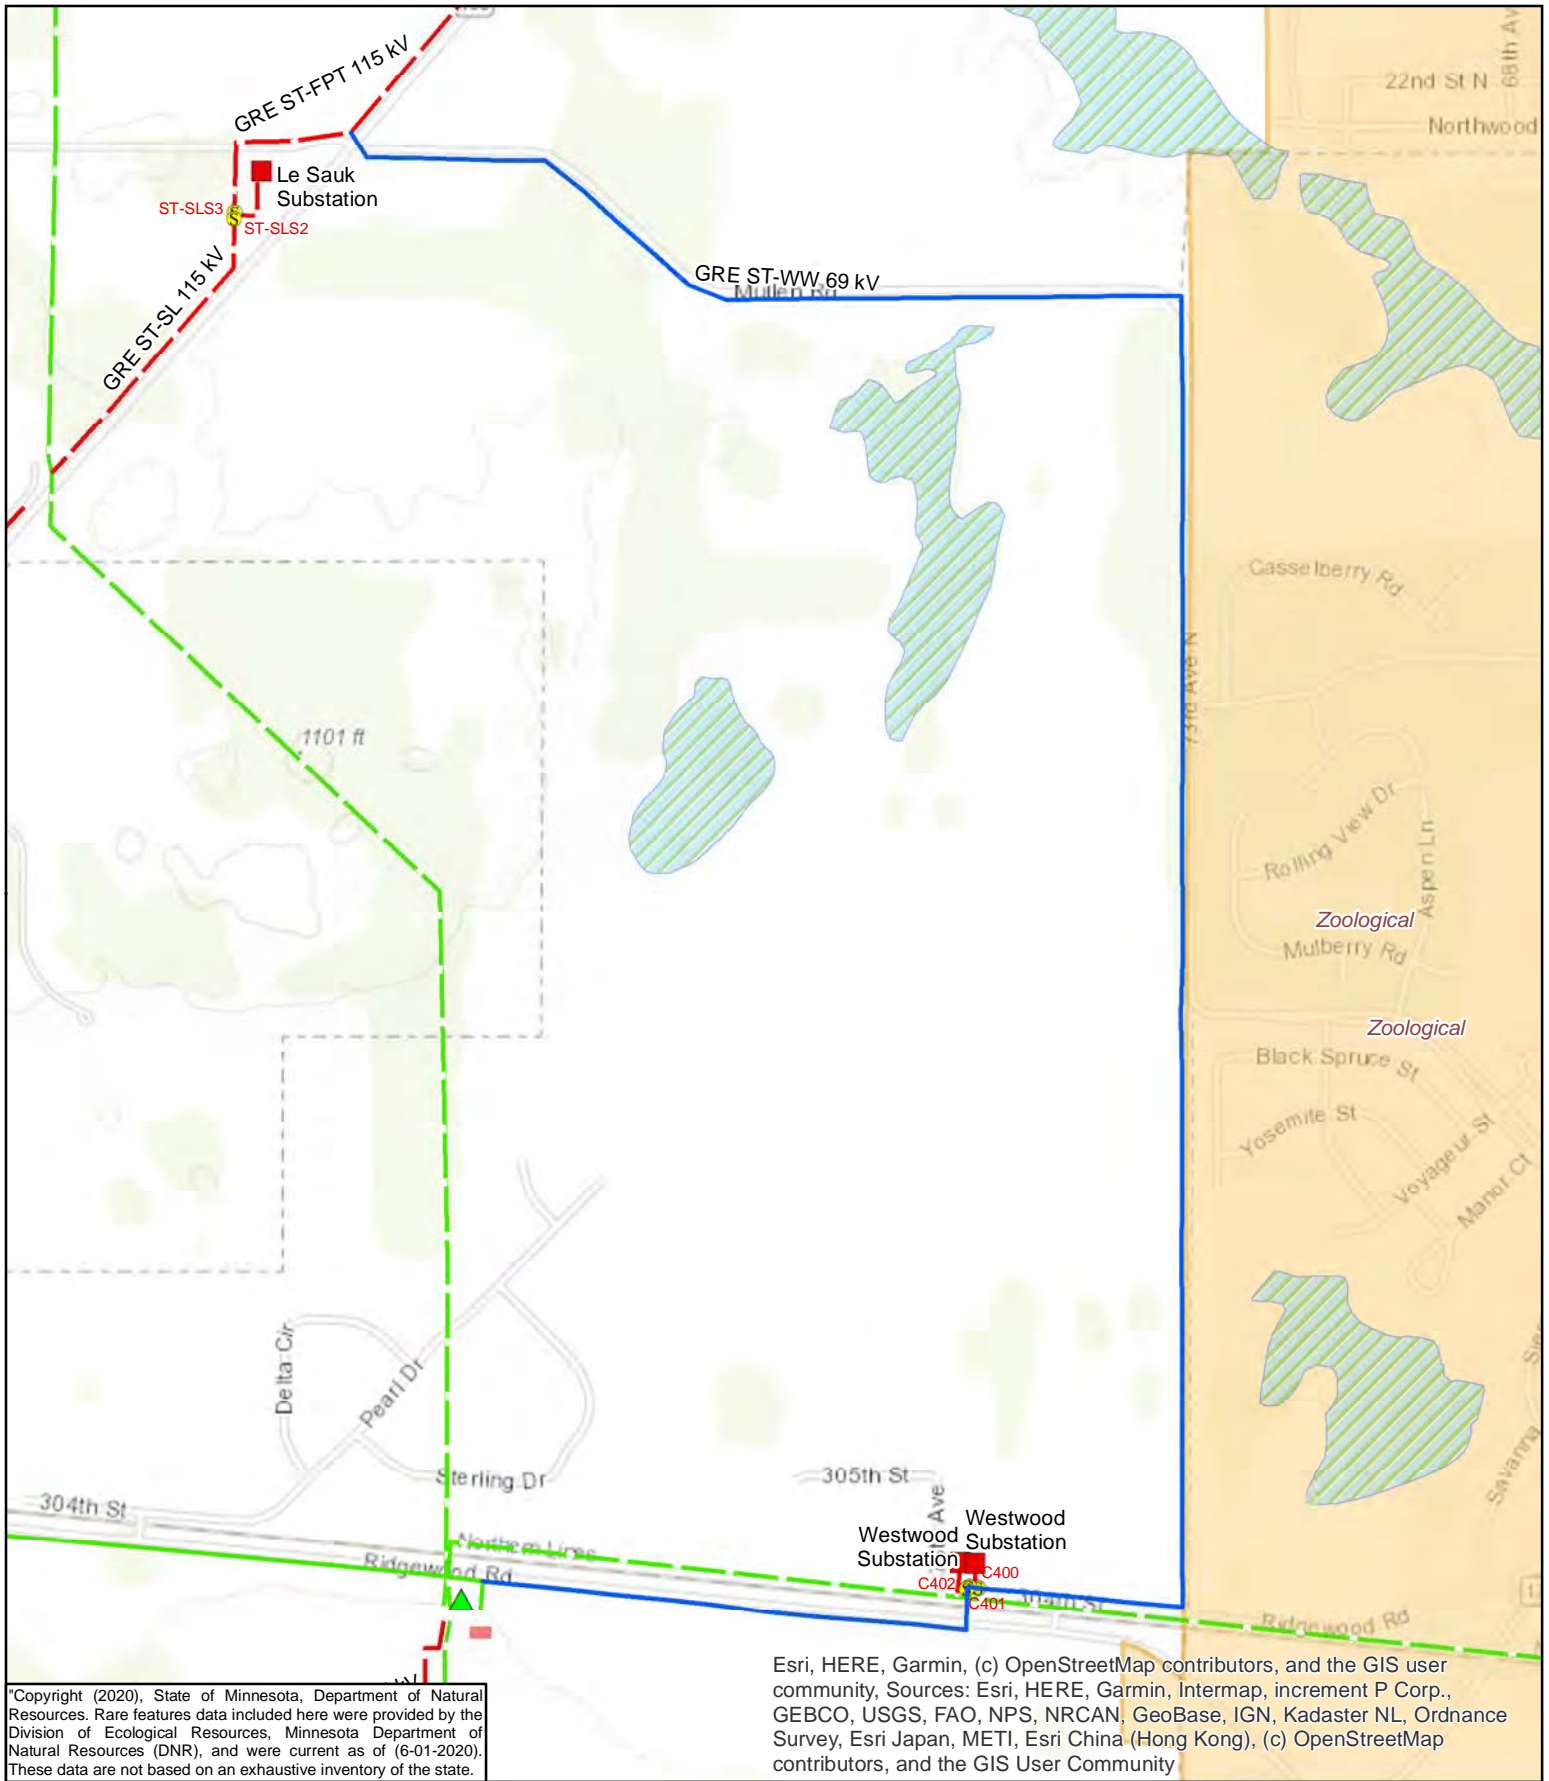 22nd St N
68th Av
Northwood
GRE ST-FPT 115 kV
Le Sauk
Substation
ST-SLS3
S
ST-SLS2
GRE ST-SL 115 kV
GRE ST-WW 69 kV
Mullen Rd
Casselberry Rd
73rd Ave N
1101 ft
Rolling View Dr
Aspen Ln
Zoological
Mulberry Rd
Zoological
Black Spruce St
Yosemite St
Voyageur St
Manor Ct
Delta Cir
Pearl Dr
Sterling Dr
305th St
Savanna
304th St
Ave
Westwood
Substation
Westwood
Substation
Northern Lines
Ridgewood Rd
C402
C400
C401
304th St
Ridgewood Rd
Esri, HERE, Garmin, (c) OpenStreetMap contributors, and the GIS user
community, Sources: Esri, HERE, Garmin, Intermap, increment P Corp.,
GEBCO, USGS, FAO, NPS, NRCAN, GeoBase, IGN, Kadaster NL, Ordnance
Survey, Esri Japan, METI, Esri China (Hong Kong), (c) OpenStreetMap
contributors, and the GIS User Community
"Copyright (2020), State of Minnesota, Department of Natural
Resources. Rare features data included here were provided by the
Division of Ecological Resources, Minnesota Department of
Natural Resources (DNR), and were current as of (6-01-2020).
These data are not based on an exhaustive inventory of the state.